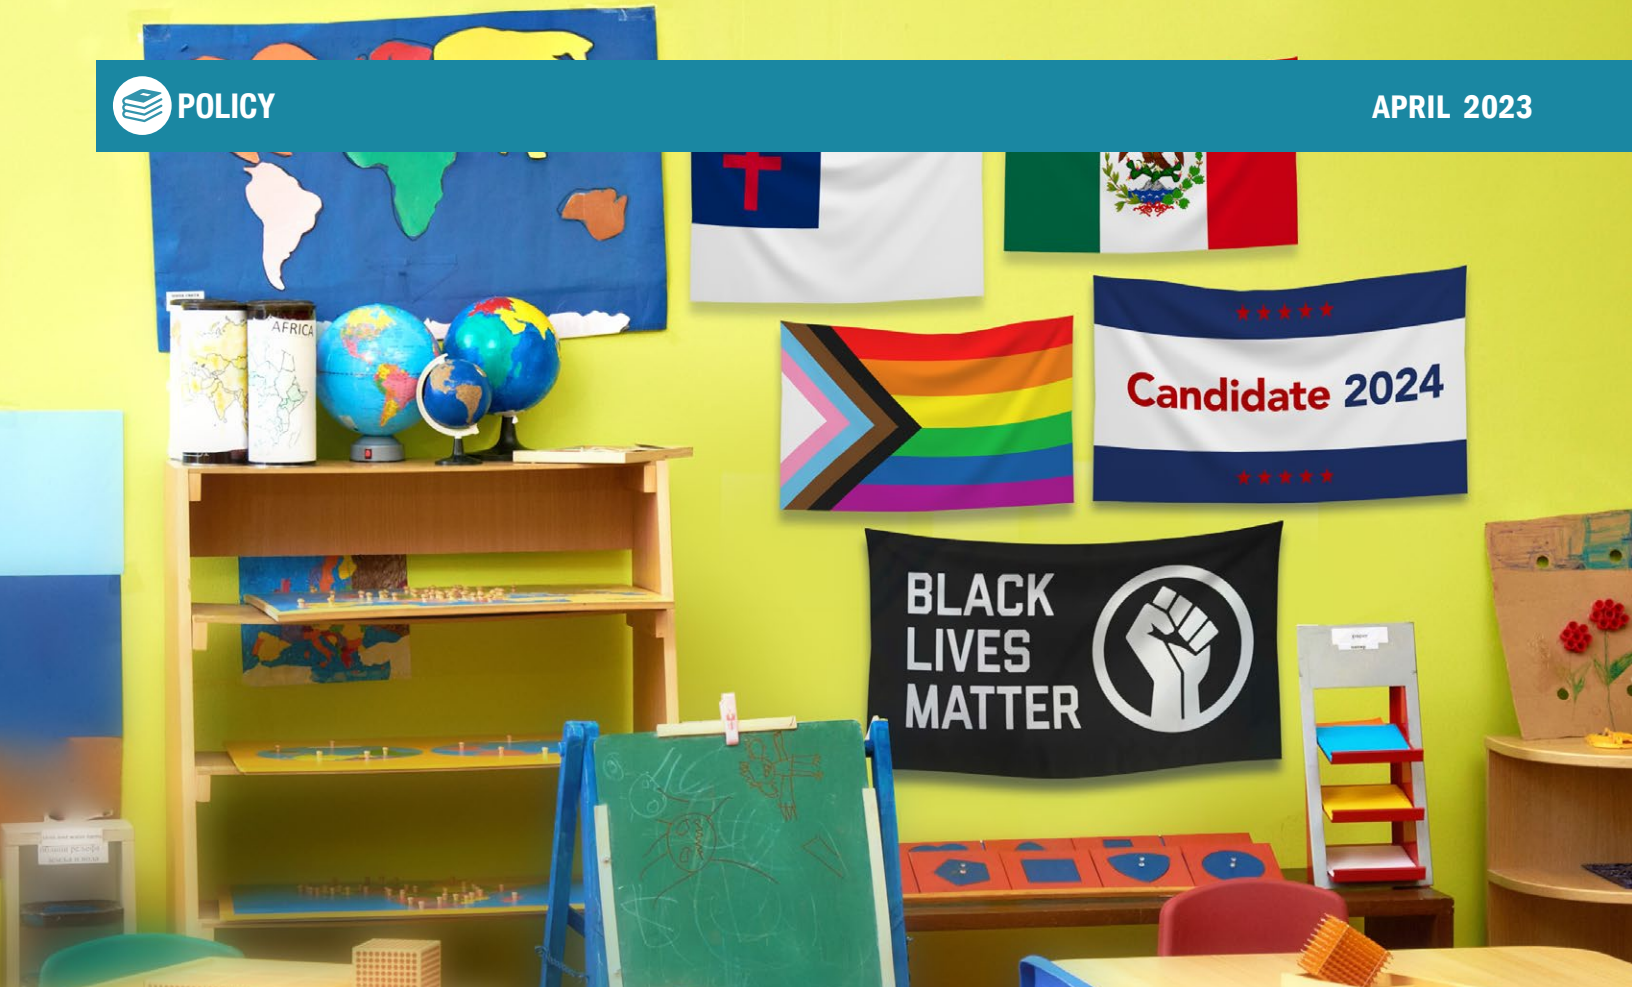 POLICY
APRIL 2023
AFRICA
Candidate 2024
BLACK
LIVES
MATTER